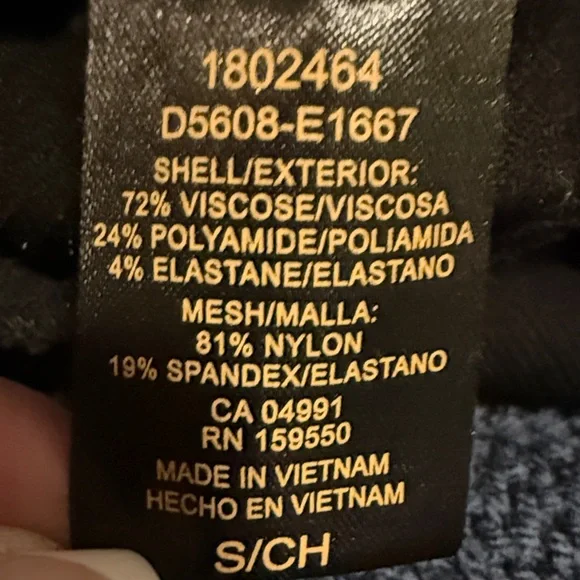 1802464
D5608-E1667
SHELL/EXTERIOR:
72% VISCOSE/VISCOSA
24% POLYAMIDE/POLIAMIDA
4% ELASTANE/ELASTANO
MESH/MALLA:
81% NYLON
19% SPANDEX/ELASTANO
CA 04991
RN 159550
MADE IN VIETNAM
HECHO EN VIETNAM
S/CH